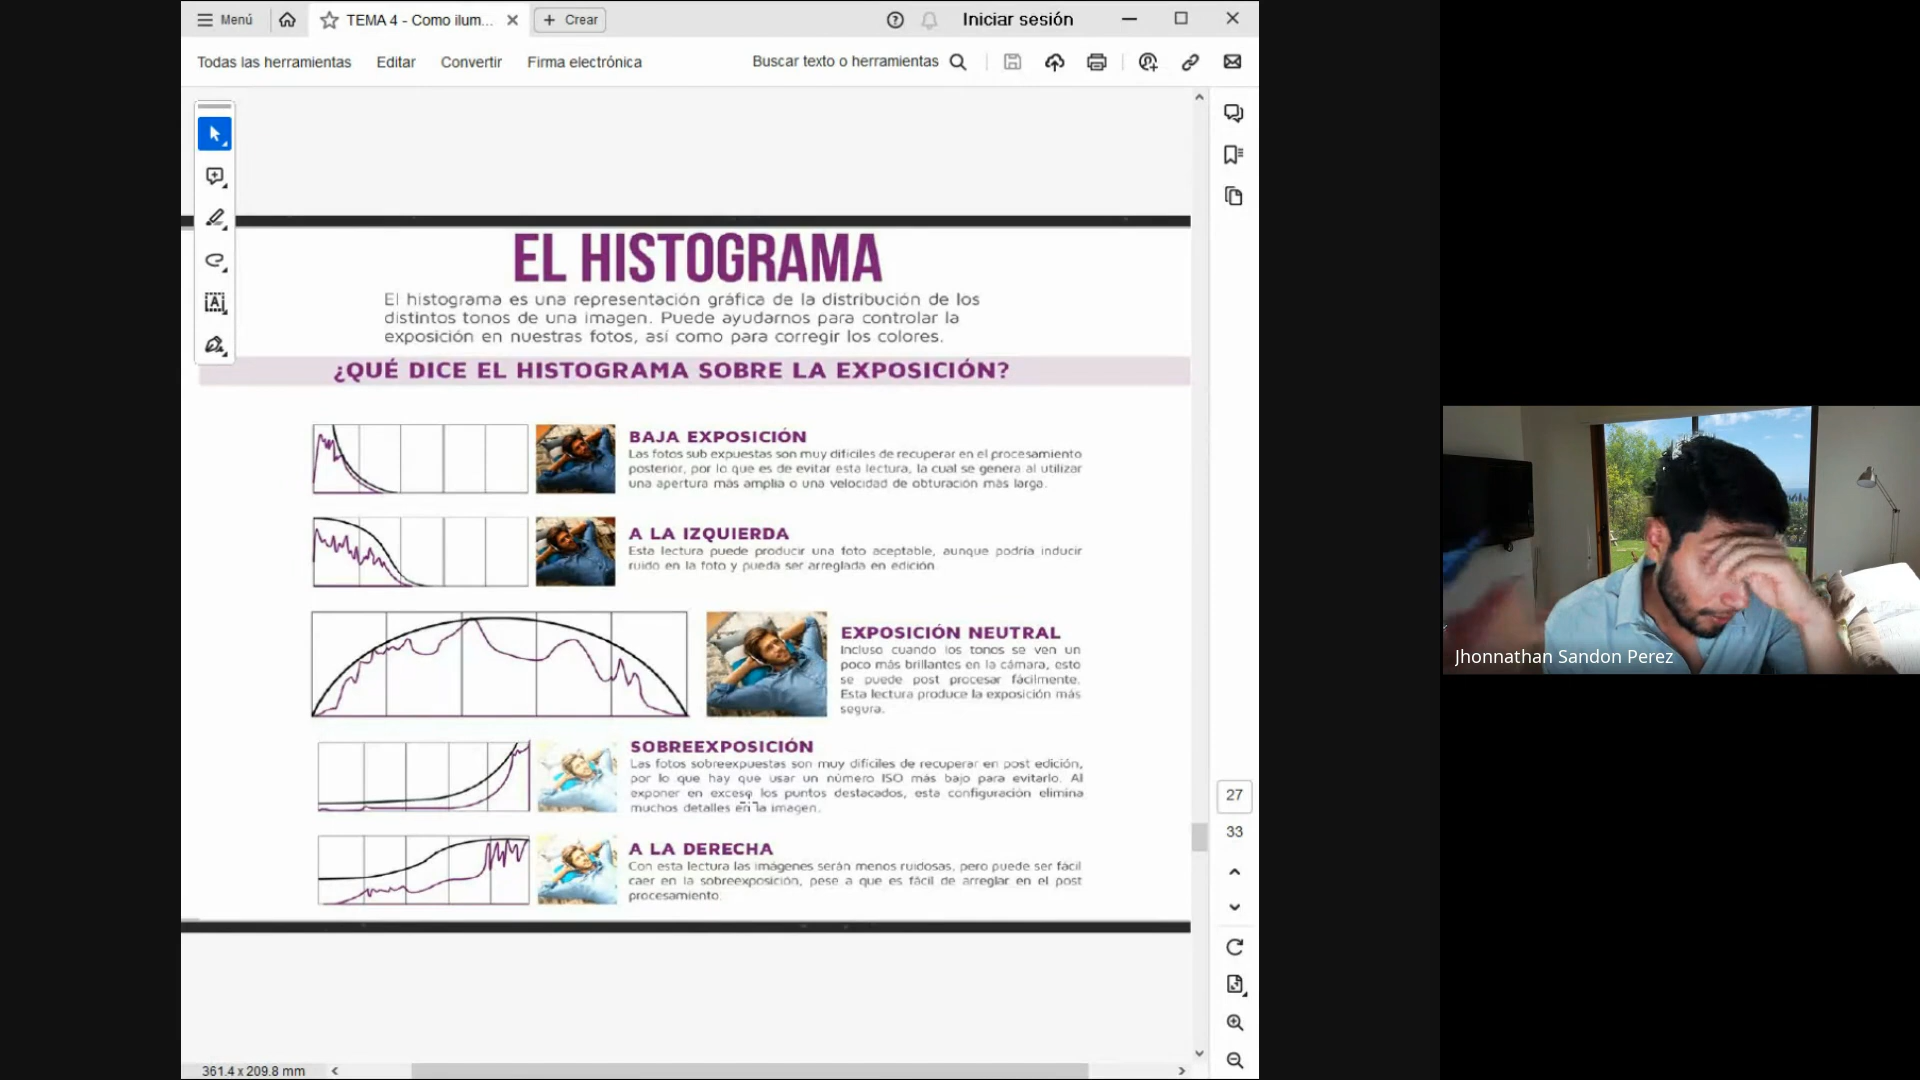 Menú
TEMA 4 - Como ilum...
Crear
Iniciar sesión
Todas las herramientas
Editar
Convertir
Firma electrónica
Buscar texto o herramientas
EL HISTOGRAMA
El histograma es una representación gráfica de la distribución de los
distintos tonos de una imagen. Puede ayudarnos para controlar la
exposición en nuestras fotos, así como para corregir los colores.
¿QUÉ DICE EL HISTOGRAMA SOBRE LA EXPOSICIÓN?
BAJA EXPOSICIÓN
Las fotos sub expuestas son muy difíciles de recuperar en el procesamiento
posterior, por lo que es de evitar esta lectura, la cual se genera al utilizar
una apertura más amplia o una velocidad de obturación más larga.
A LA IZQUIERDA
Esta lectura puede producir una foto aceptable, aunque podría inducir
ruido en la foto y pueda ser arreglada en edición
EXPOSICIÓN NEUTRAL
Incluso cuando los tonos se ven un
poco más brillantes en la cámara, esto
se puede post procesar fácilmente.
Esta lectura produce la exposición más
segura.
SOBREEXPOSICIÓN
Las fotos sobreexpuestas son muy difíciles de recuperar en post edición,
por lo que hay que usar un número ISO más bajo para evitarlo. Al
exponer en exceso los puntos destacados, esta configuración elimina
muchos detalles en la imagen.
A LA DERECHA
Con esta lectura las imágenes serán menos ruidosas, pero puede ser fácil
caer en la sobreexposición, pese a que es fácil de arreglar en el post
procesamiento.
27
33
361.4 x 209.8 mm
Jhonnathan Sandon Perez